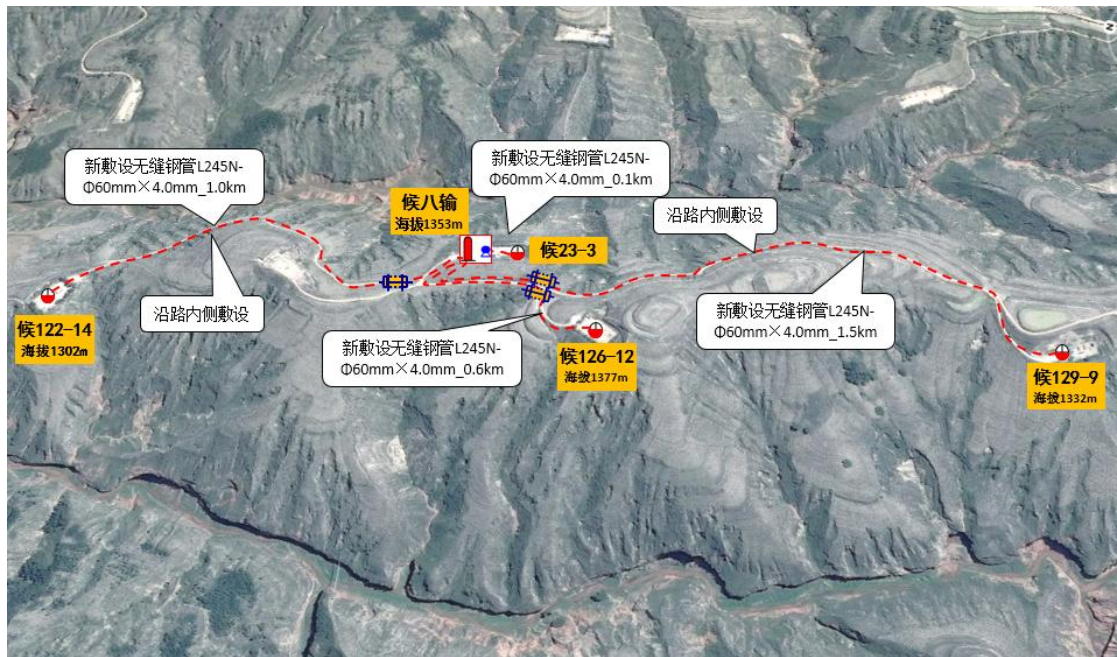 新敷设无缝钢管L245N-
Φ60mm×4.0mm_1.0km
新敷设无缝钢管L245N-
Φ60mm×4.0mm_0.1km
候八输
海拔1353m
沿路内侧敷设
候23-3
候122-14
海拔1302m
沿路内侧敷设
新敷设无缝钢管L245N-
Φ60mm×4.0mm_0.6km
候126-12
海拔1377m
新敷设无缝钢管L245N-
Φ60mm×4.0mm_1.5km
候129-9
海拔1332m
N